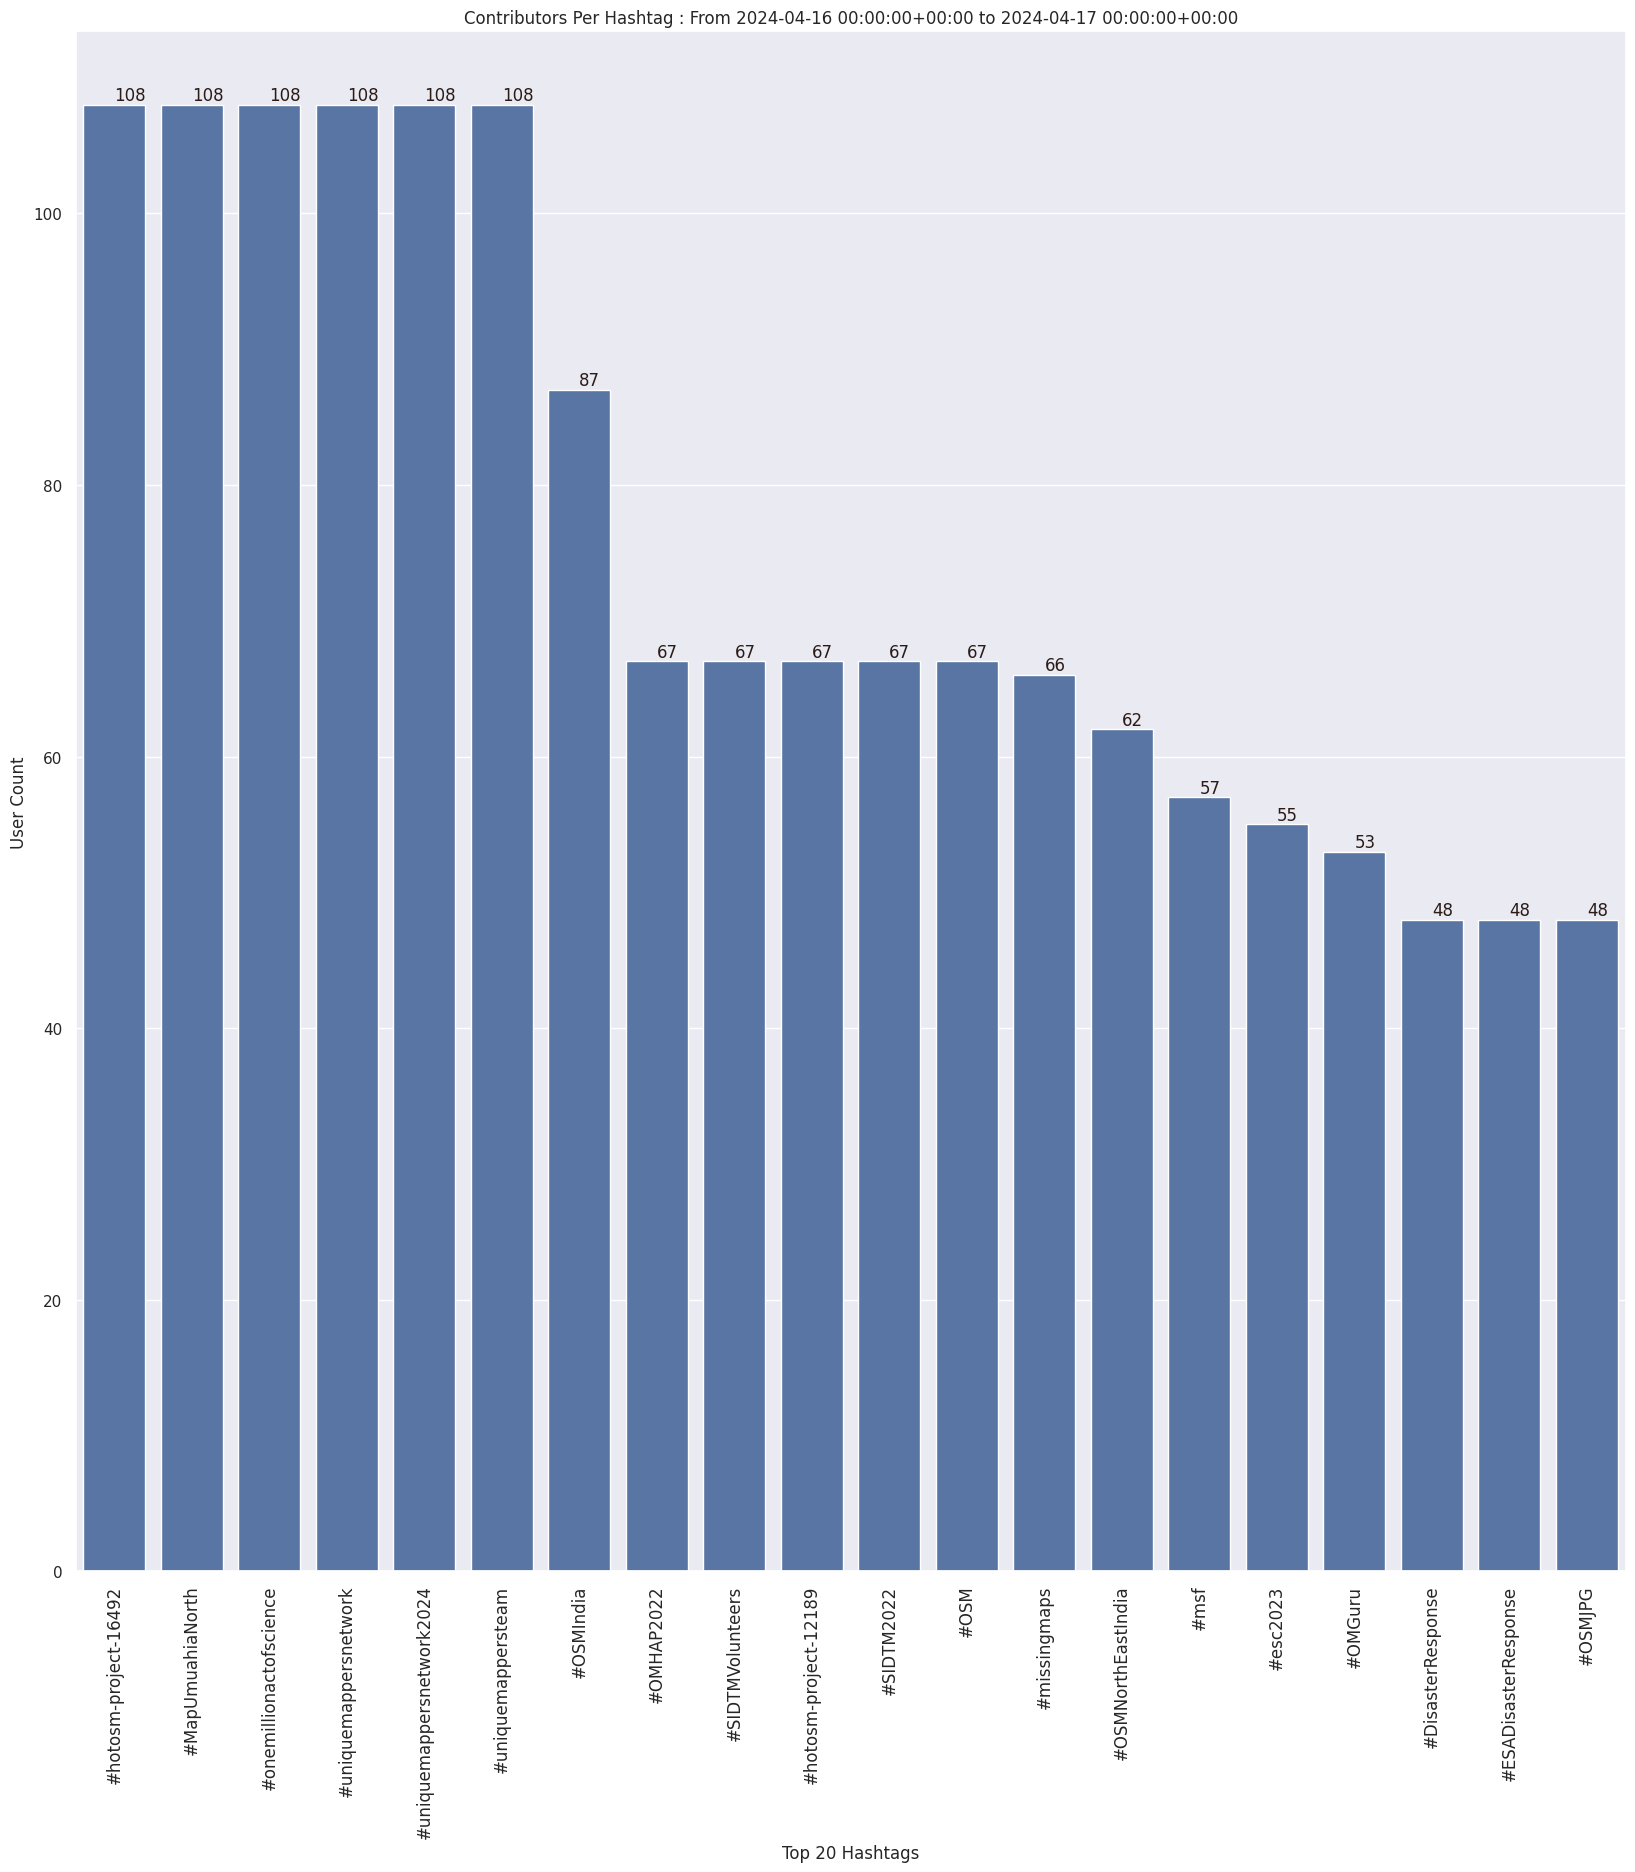 Contributors Per Hashtag : From 2024-04-16 00:00:00+00:00 to 2024-04-17 00:00:00+00:00
108
108
108
108
108
108
87
67
67
67
67
67
66
62
57
55
53
48
48
48
100
80
60
40
20
0
User Count
#hotosm-project-16492
#MapUmuahiaNorth
#onemillionactofscience
#uniquemappersnetwork
#uniquemappersnetwork2024
#uniquemappersteam
#OSMIndia
#OMHAP2022
#SIDTMVolunteers
#hotosm-project-12189
#SIDTM2022
#OSM
#missingmaps
#OSMNorthEastIndia
#msf
#esc2023
#OMGuru
#DisasterResponse
#ESADisasterResponse
#OSMJPG
Top 20 Hashtags